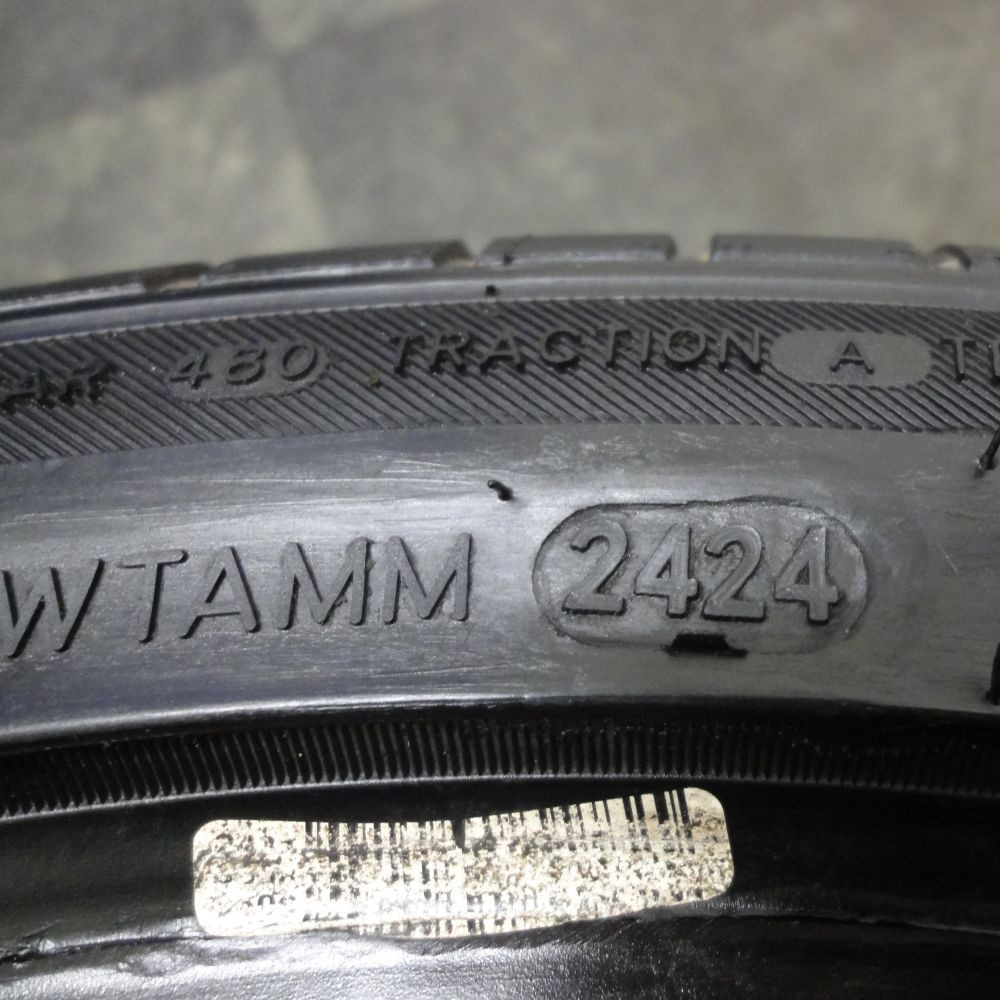 480 TRACTION A
WTAMM 2424